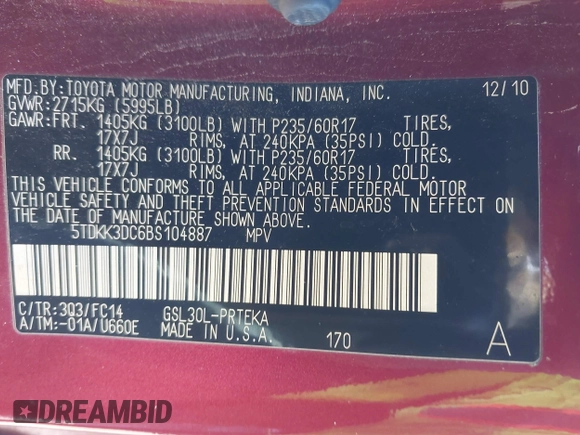 MFD.BY:TOYOTA MOTOR MANUFACTURING, INDIANA, INC. 12/10
GVWR:2715KG (5995LB)
GAWR:FRT. 1405KG (3100LB) WITH P235/60R17 TIRES,
17X7J RIMS, AT 240KPA (35PSI) COLD.
RR. 1405KG (3100LB) WITH P235/60R17 TIRES,
17X7J RIMS, AT 240KPA (35PSI) COLD.
THIS VEHICLE CONFORMS TO ALL APPLICABLE FEDERAL MOTOR
VEHICLE SAFETY AND THEFT PREVENTION STANDARDS IN EFFECT ON
THE DATE OF MANUFACTURE SHOWN ABOVE.
5TDKK3DC6BS104887 MPV
C/TR:3Q3/FC14 GSL30L-PRTEKA
A/TM:-01A/U660E MADE IN U.S.A. 170 A
DREAMBID